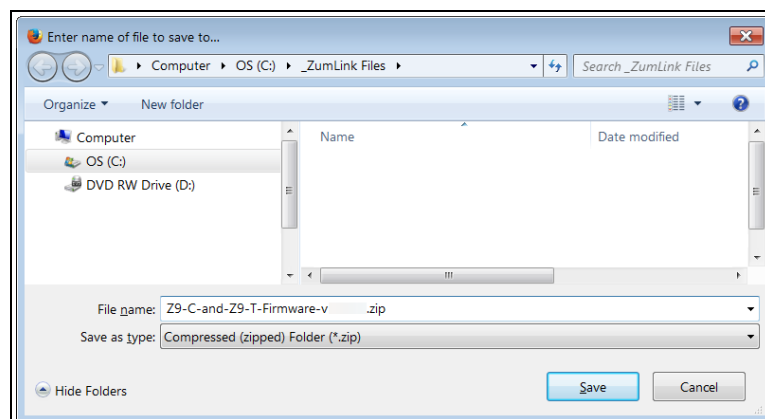 Enter name of file to save to...
Computer OS (C:) _ZumLink Files Search _ZumLink Files
Organize New folder
Computer Name Date modified
OS (C:)
DVD RW Drive (D:)
File name: Z9-C-and-Z9-T-Firmware-v .zip
Save as type: Compressed (zipped) Folder (*.zip)
Hide Folders Save Cancel